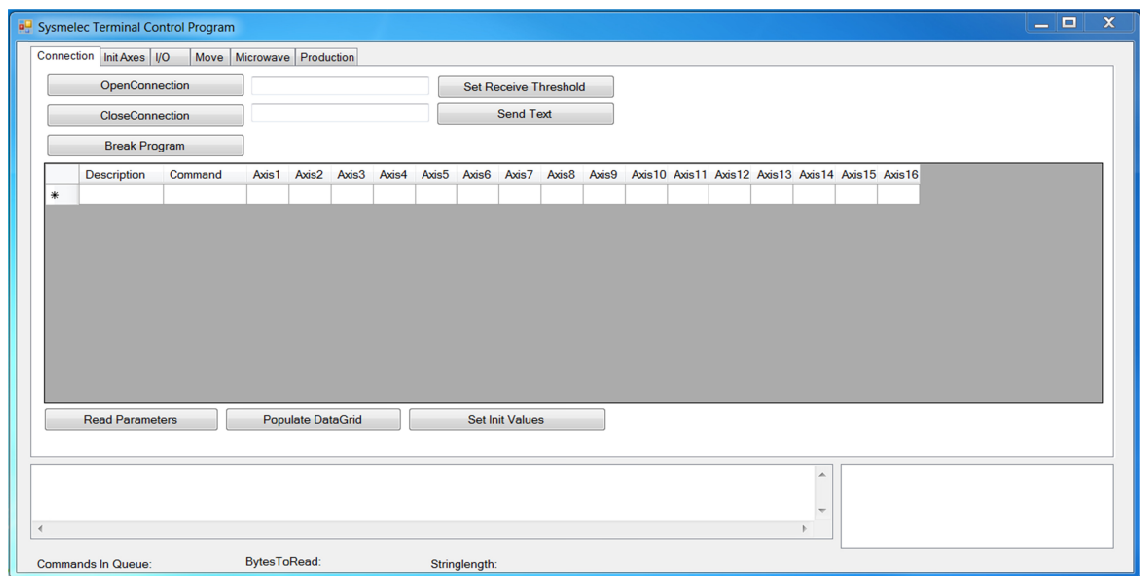 Sysmelec Terminal Control Program
Connection Init Axes I/O Move Microwave Production
OpenConnection Set Receive Threshold
CloseConnection Send Text
Break Program
Description Command Axis1 Axis2 Axis3 Axis4 Axis5 Axis6 Axis7 Axis8 Axis9 Axis10 Axis11 Axis12 Axis13 Axis14 Axis15 Axis16
*
Read Parameters Populate DataGrid Set Init Values
Commands In Queue: BytesToRead: Stringlength: